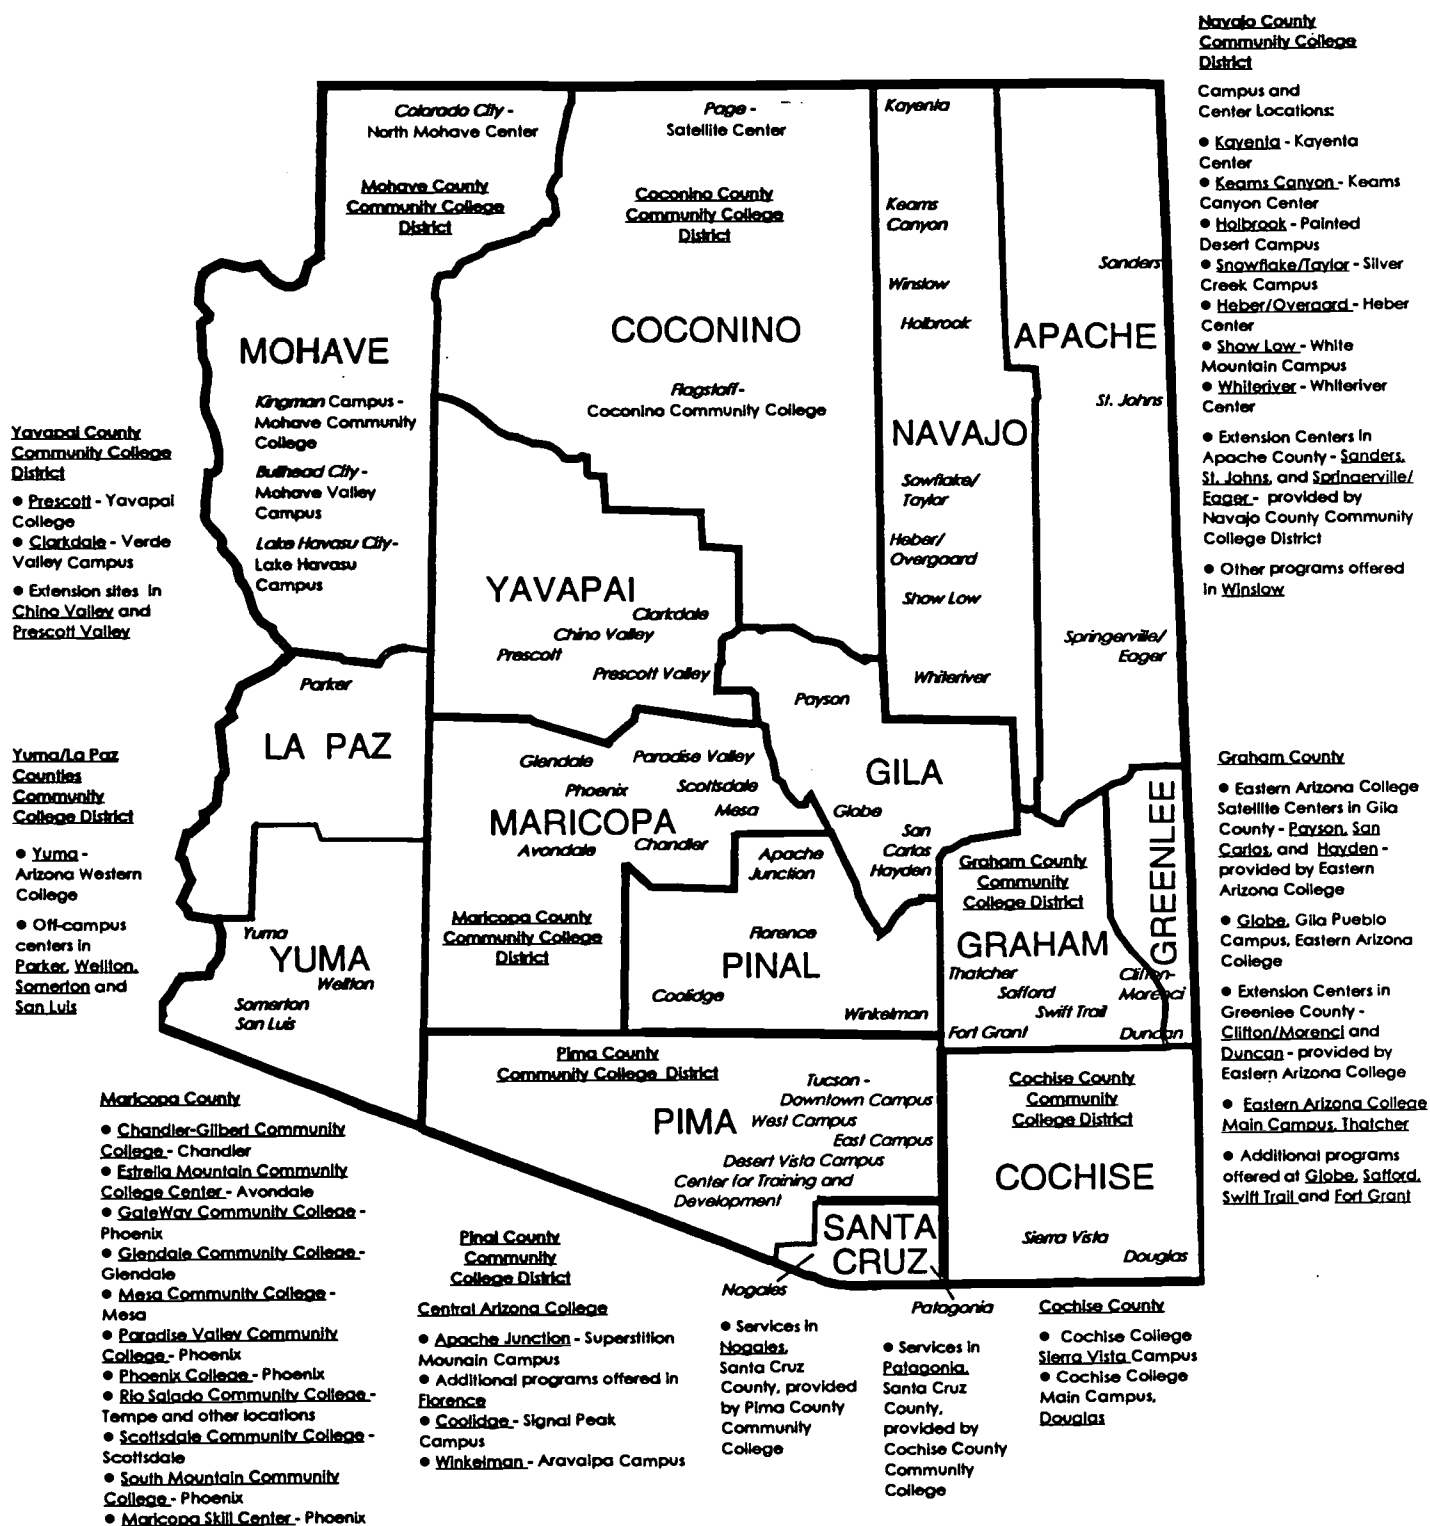 Navajo County
Community College
District
Campus and
Center Locations:
● Kayenta - Kayenta
Center
● Keams Canyon - Keams
Canyon Center
● Holbrook - Painted
Desert Campus
● Snowflake/Taylor - Silver
Creek Campus
● Heber/Overgaard - Heber
Center
● Show Low - White
Mountain Campus
● Whiteriver - Whiteriver
Center
● Extension Centers in
Apache County - Sanders,
St. Johns, and Springerville/
Eager - provided by
Navajo County Community
College District
● Other programs offered
in Winslow
Colorado City -
North Mohave Center
Mohave County
Community College
District
MOHAVE
Kingman Campus -
Mohave Community
College
Bullhead City -
Mohave Valley
Campus
Lake Havasu City-
Lake Havasu
Campus
Page -
Satellite Center
Coconino County
Community College
District
COCONINO
Flagstaff-
Coconino Community College
Kayenta
Keams
Canyon
Winslow
Holbrook
NAVAJO
Sowflake/
Taylor
Heber/
Overgaard
Show Low
Whiteriver
Sanders
APACHE
St. Johns
Springerville/
Eager
Yavapai County
Community College
District
● Prescott - Yavapai
College
● Clarkdale - Verde
Valley Campus
● Extension sites in
Chino Valley and
Prescott Valley
YAVAPAI
Clarkdale
Chino Valley
Prescott
Prescott Valley
Parker
LA PAZ
Payson
GILA
Globe
San
Carlos
Hayden
Yuma/La Paz
Counties
Community
College District
● Yuma -
Arizona Western
College
● Off-campus
centers in
Parker, Wellton,
Somerton and
San Luis
Glendale
Paradise Valley
Phoenix
Scottsdale
Mesa
MARICOPA
Avondale
Chandler
Maricopa County
Community College
District
Apache
Junction
Florence
PINAL
Coolidge
Winkelman
Yuma
YUMA
Wellton
Somerton
San Luis
Graham County
Community
College District
GRAHAM
Thatcher
Safford
Swift Trail
Fort Grant
GREENLEE
Clifton-
Morenci
Duncan
Graham County
● Eastern Arizona College
Satellite Centers in Gila
County - Payson, San
Carlos, and Hayden -
provided by Eastern
Arizona College
● Globe, Gila Pueblo
Campus, Eastern Arizona
College
● Extension Centers in
Greenlee County -
Clifton/Morenci and
Duncan - provided by
Eastern Arizona College
● Eastern Arizona College
Main Campus, Thatcher
● Additional programs
offered at Globe, Safford,
Swift Trail and Fort Grant
Pima County
Community College District
PIMA
Tucson -
Downtown Campus
West Campus
East Campus
Desert Vista Campus
Center for Training and
Development
Cochise County
Community
College District
COCHISE
Sierra Vista
Douglas
SANTA
CRUZ
Nogales
Patagonia
Maricopa County
● Chandler-Gilbert Community
College - Chandler
● Estrella Mountain Community
College Center - Avondale
● GateWay Community College -
Phoenix
● Glendale Community College -
Glendale
● Mesa Community College -
Mesa
● Paradise Valley Community
College - Phoenix
● Phoenix College - Phoenix
● Rio Salado Community College -
Tempe and other locations
● Scottsdale Community College -
Scottsdale
● South Mountain Community
College - Phoenix
● Maricopa Skill Center - Phoenix
Pinal County
Community
College District
Central Arizona College
● Apache Junction - Superstition
Mounain Campus
● Additional programs offered in
Florence
● Coolidge - Signal Peak
Campus
● Winkelman - Aravaipa Campus
● Services in
Nogales,
Santa Cruz
County, provided
by Pima County
Community
College
● Services in
Patagonia,
Santa Cruz
County,
provided by
Cochise County
Community
College
Cochise County
● Cochise College
Sierra Vista Campus
● Cochise College
Main Campus,
Douglas